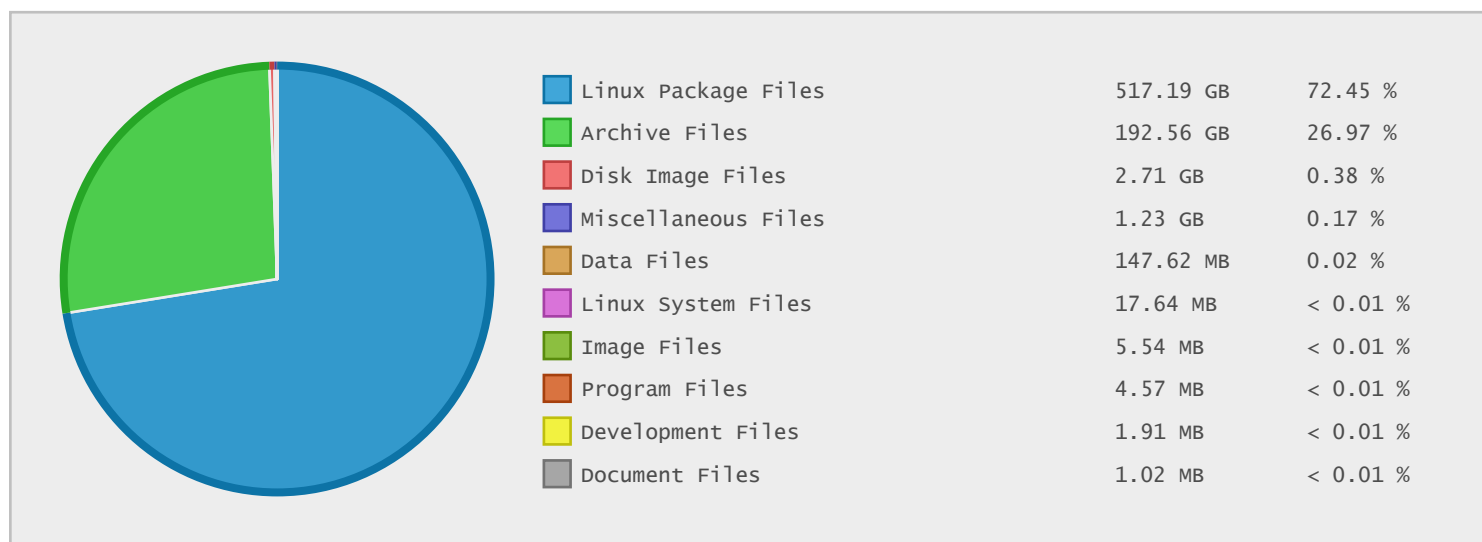 Linux Package Files 517.19 GB 72.45 %
Archive Files 192.56 GB 26.97 %
Disk Image Files 2.71 GB 0.38 %
Miscellaneous Files 1.23 GB 0.17 %
Data Files 147.62 MB 0.02 %
Linux System Files 17.64 MB < 0.01 %
Image Files 5.54 MB < 0.01 %
Program Files 4.57 MB < 0.01 %
Development Files 1.91 MB < 0.01 %
Document Files 1.02 MB < 0.01 %